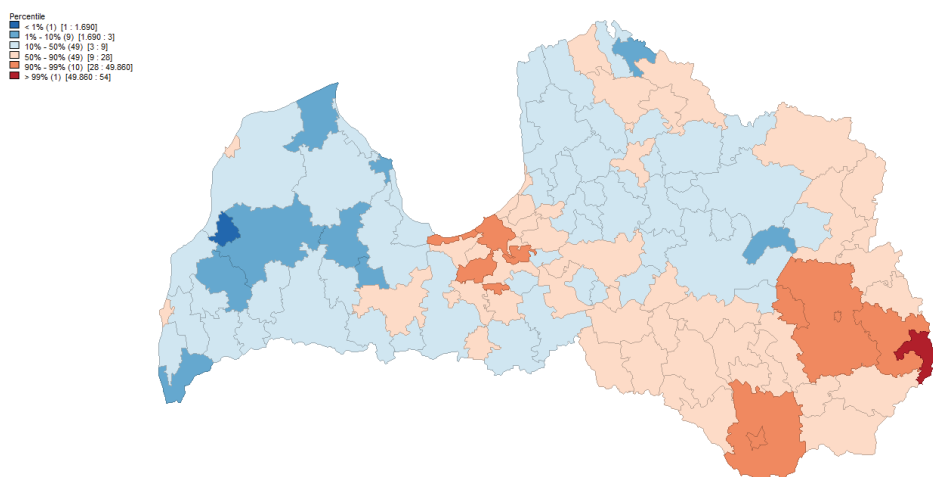 Percentile
< 1% (1) [1 : 1.690]
1% - 10% (9) [1.690 : 3]
10% - 50% (49) [3 : 9]
50% - 90% (49) [9 : 28]
90% - 99% (10) [28 : 49.860]
> 99% (1) [49.860 : 54]